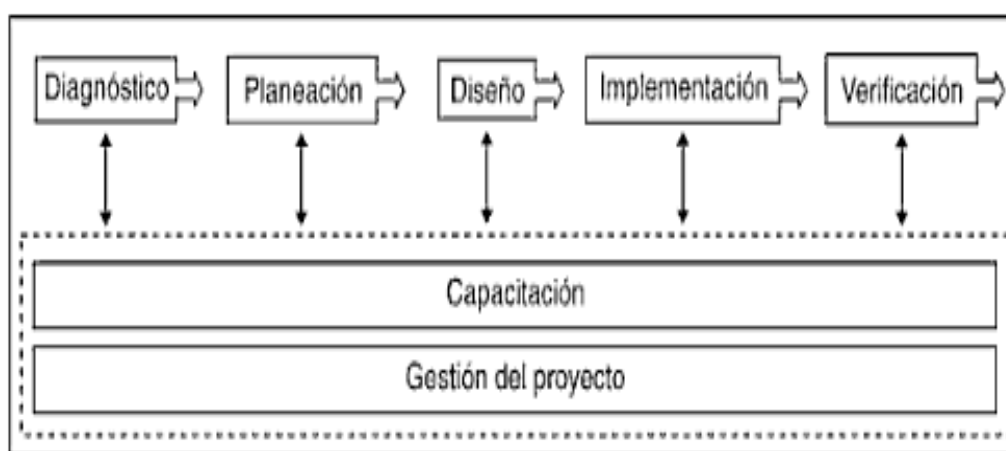 Diagnóstico
Planeación
Diseño
Implementación
Verificación
Capacitación
Gestión del proyecto